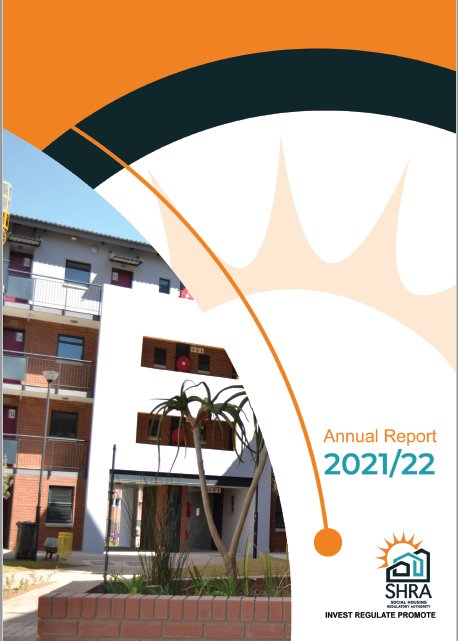 Annual Report
2021/22
SHRA
SOCIAL HOUSING
REGULATORY AUTHORITY
INVEST REGULATE PROMOTE